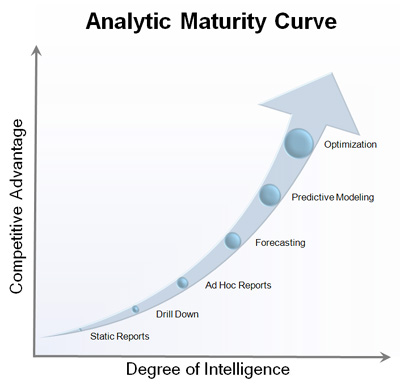 Analytic Maturity Curve
Competitive Advantage
Optimization
Predictive Modeling
Forecasting
Ad Hoc Reports
Drill Down
Static Reports
Degree of Intelligence